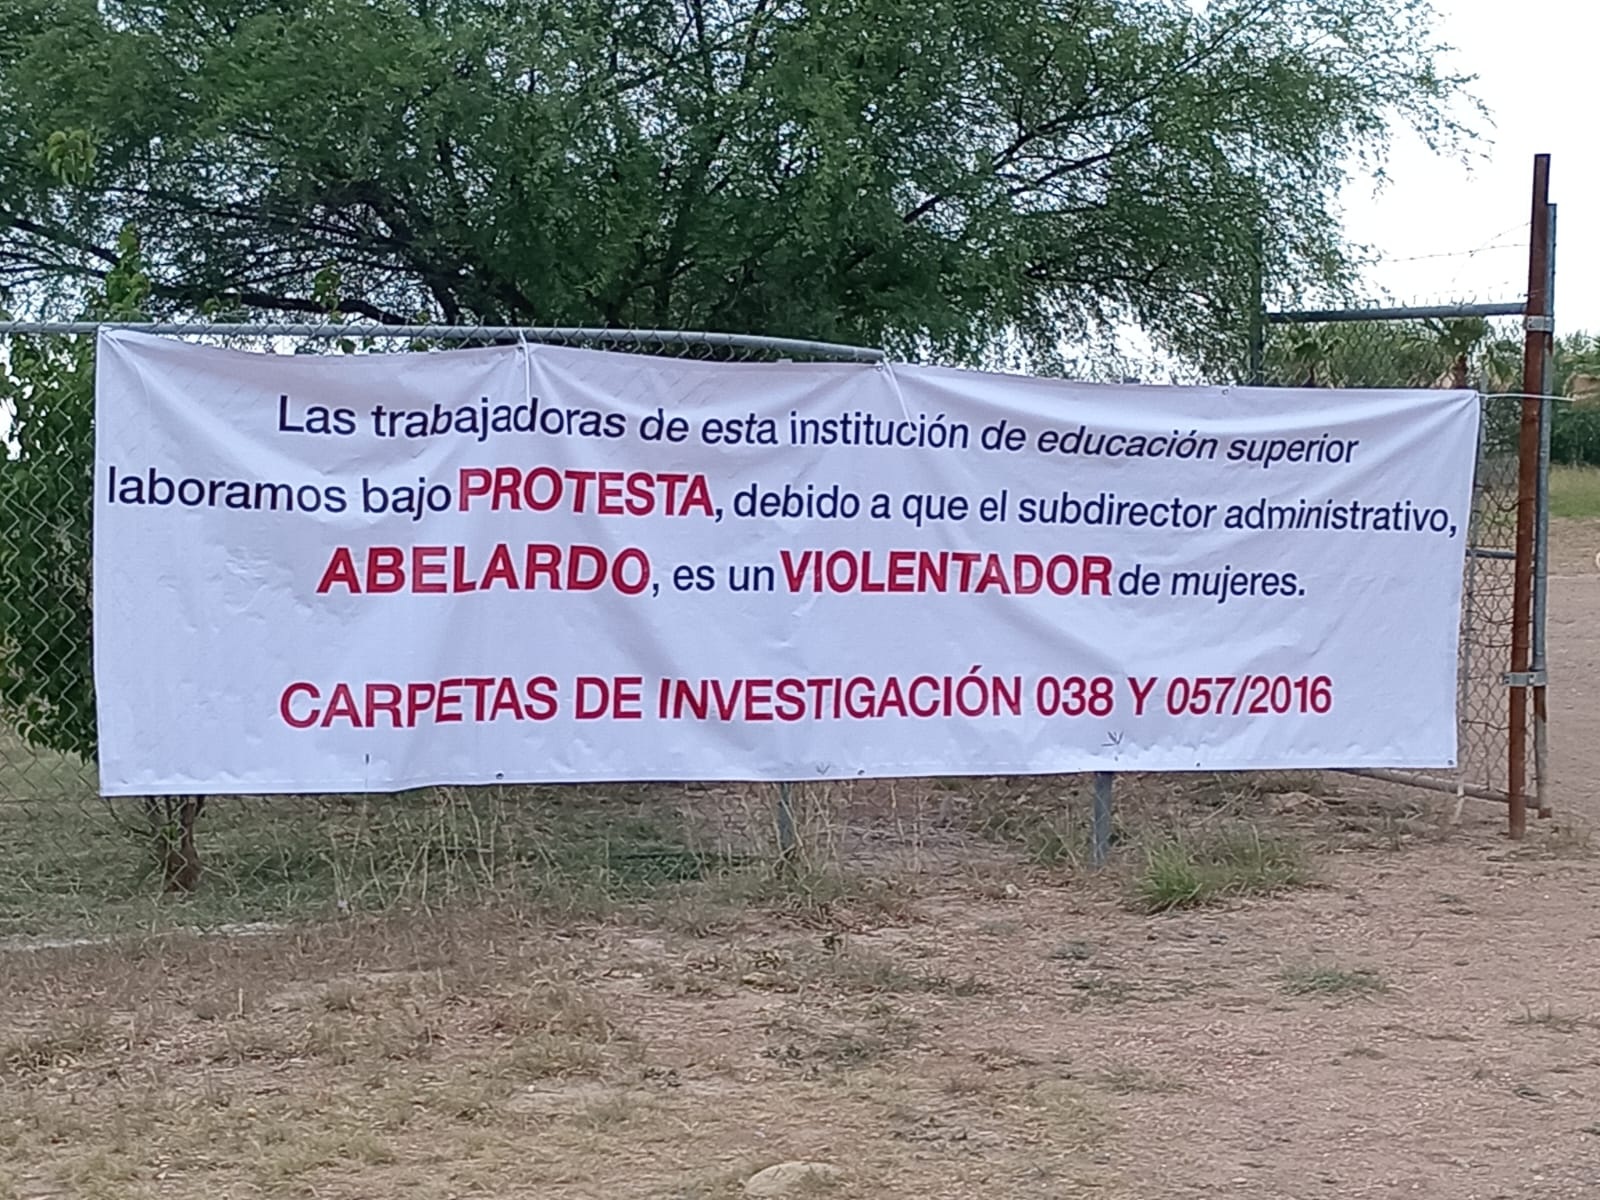 Las trabajadoras de esta institución de educación superior
laboramos bajo PROTESTA, debido a que el subdirector administrativo,
ABELARDO, es un VIOLENTADOR de mujeres.
CARPETAS DE INVESTIGACIÓN 038 Y 057/2016